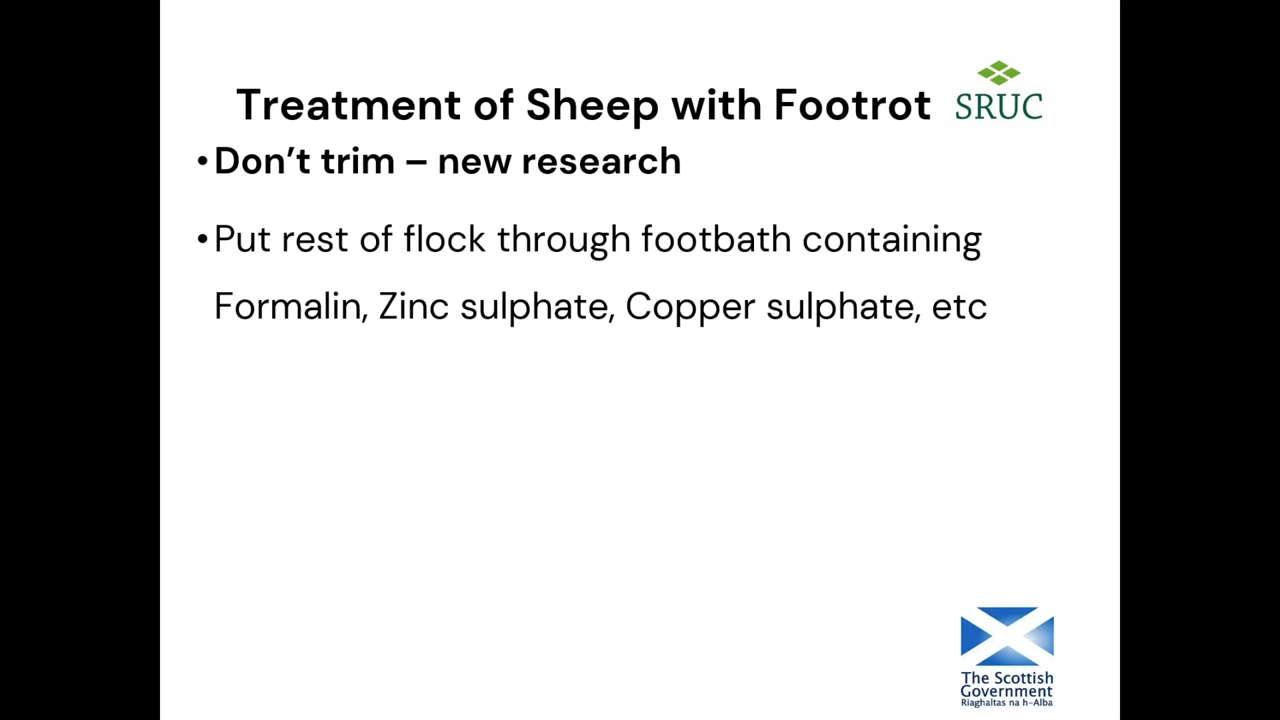 Treatment of Sheep with Footrot
SRUC
•Don’t trim – new research
•Put rest of flock through footbath containing
Formalin, Zinc sulphate, Copper sulphate, etc
The Scottish
Government
Riaghaltas na h-Alba